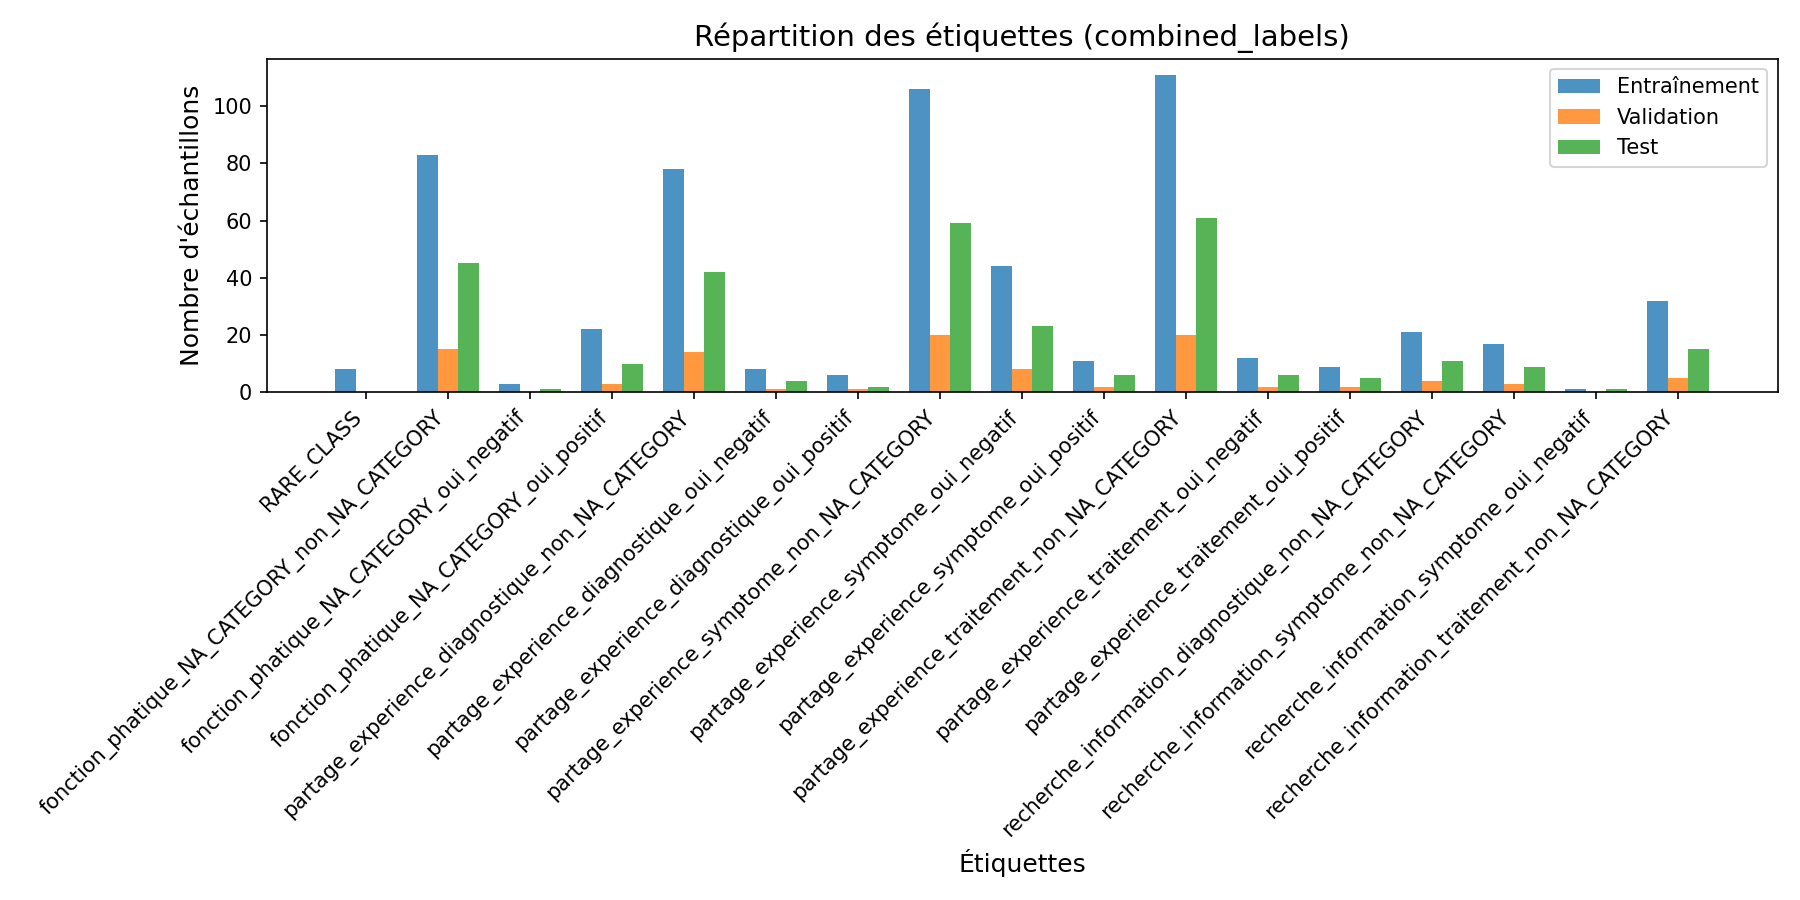 Répartition des étiquettes (combined_labels)
Nombre d'échantillons
100
80
60
40
20
0
Entraînement
Validation
Test
RARE_CLASS
fonction_phatique_NA_CATEGORY_non_NA_CATEGORY
fonction_phatique_NA_CATEGORY_oui_negatif
fonction_phatique_NA_CATEGORY_oui_positif
partage_experience_diagnostique_non_NA_CATEGORY
partage_experience_diagnostique_oui_negatif
partage_experience_diagnostique_oui_positif
partage_experience_symptome_non_NA_CATEGORY
partage_experience_symptome_oui_negatif
partage_experience_symptome_oui_positif
partage_experience_traitement_non_NA_CATEGORY
partage_experience_traitement_oui_negatif
partage_experience_traitement_oui_positif
recherche_information_diagnostique_non_NA_CATEGORY
recherche_information_symptome_non_NA_CATEGORY
recherche_information_symptome_oui_negatif
recherche_information_traitement_non_NA_CATEGORY
Étiquettes